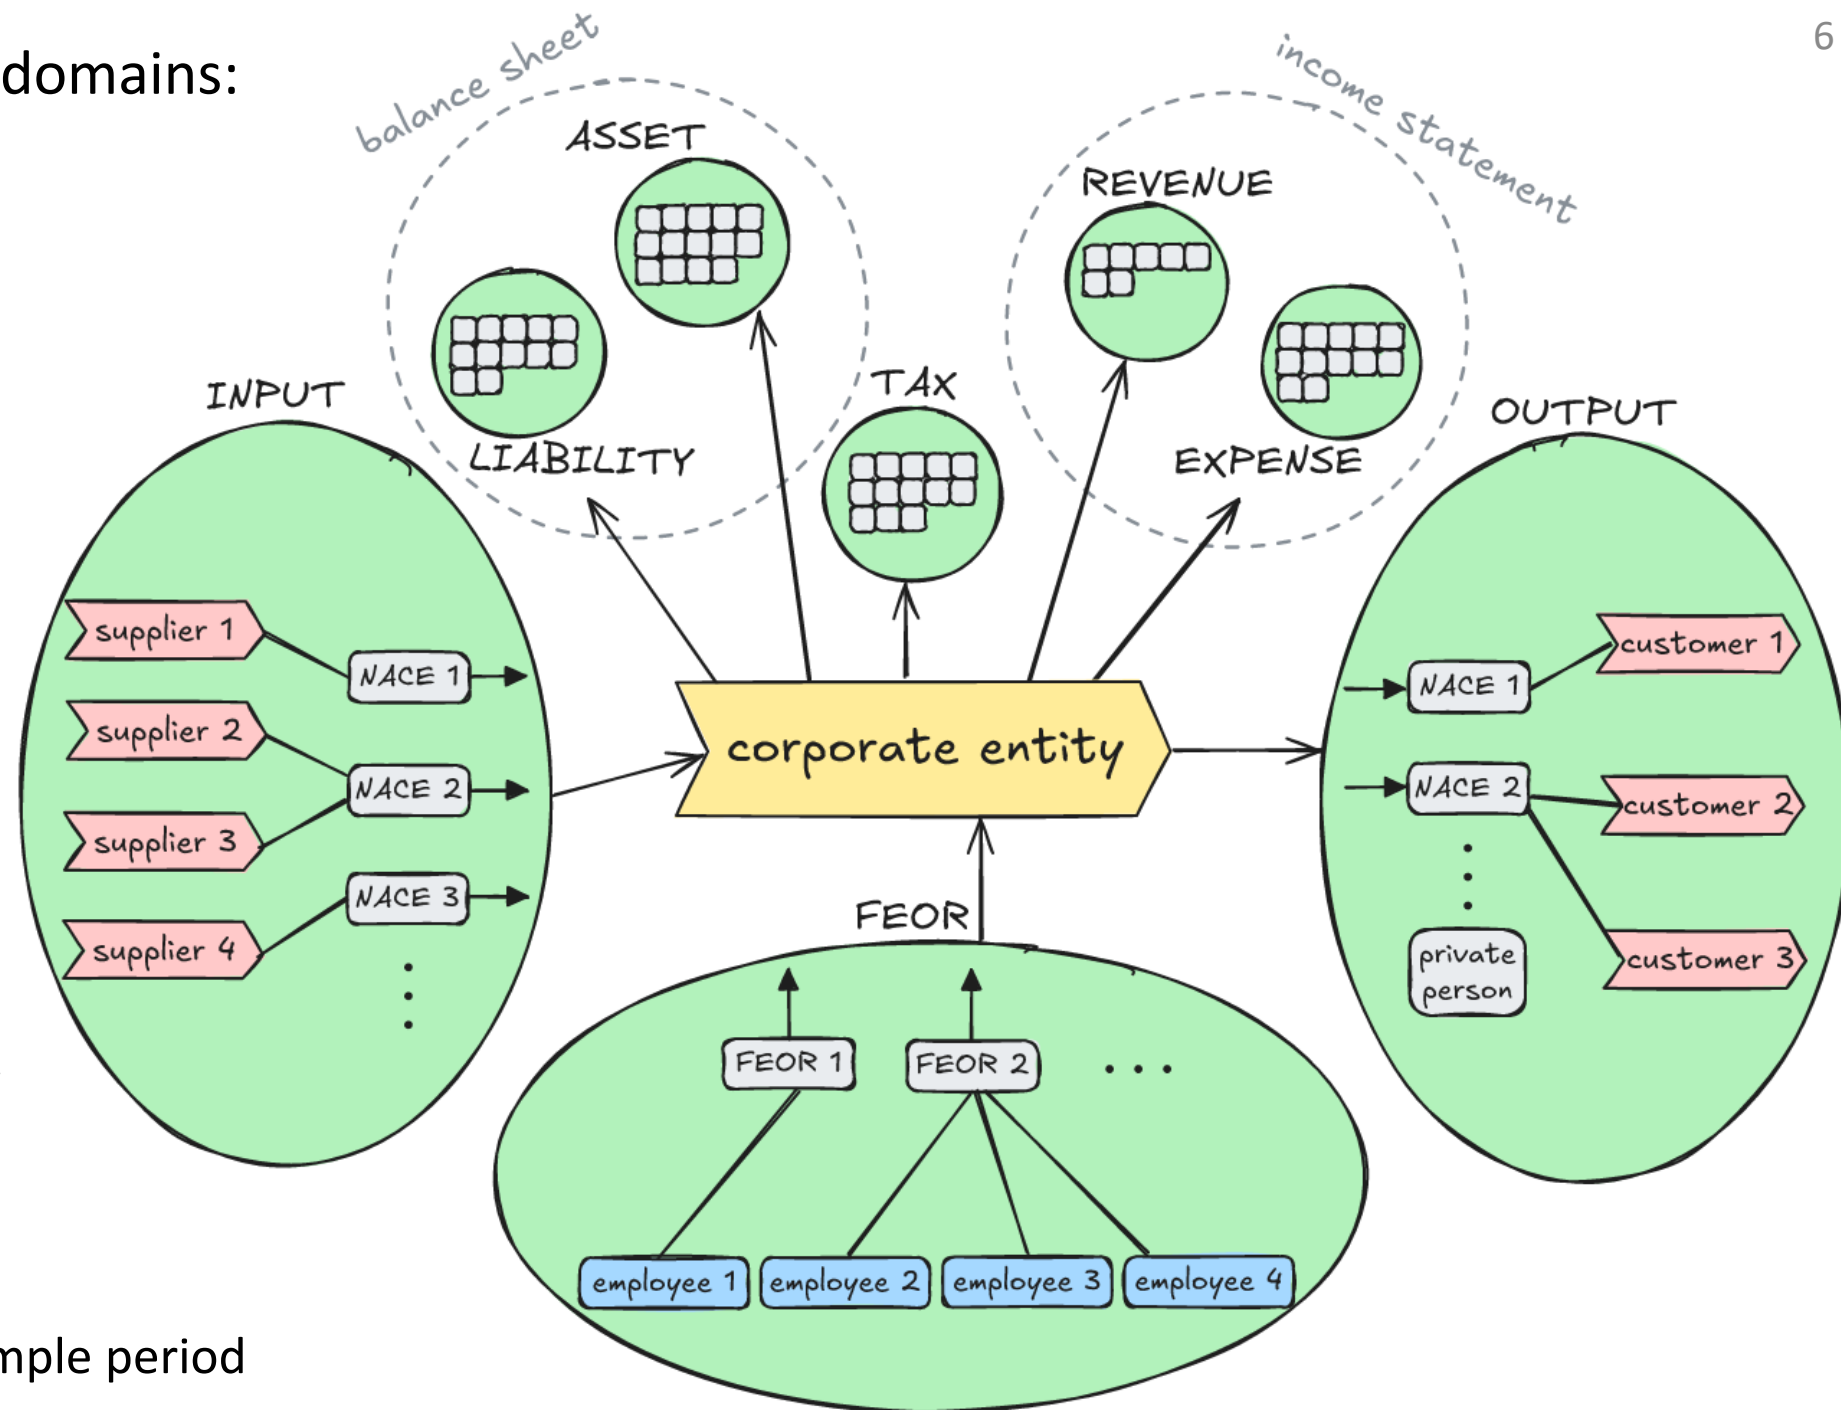 6
domains:
balance sheet
income statement
ASSET
REVENUE
LIABILITY
TAX
EXPENSE
INPUT
OUTPUT
supplier 1
supplier 2
supplier 3
supplier 4
NACE 1
NACE 2
NACE 3
corporate entity
NACE 1
NACE 2
private
person
customer 1
customer 2
customer 3
FEOR
FEOR 1
FEOR 2
employee 1
employee 2
employee 3
employee 4
mple period